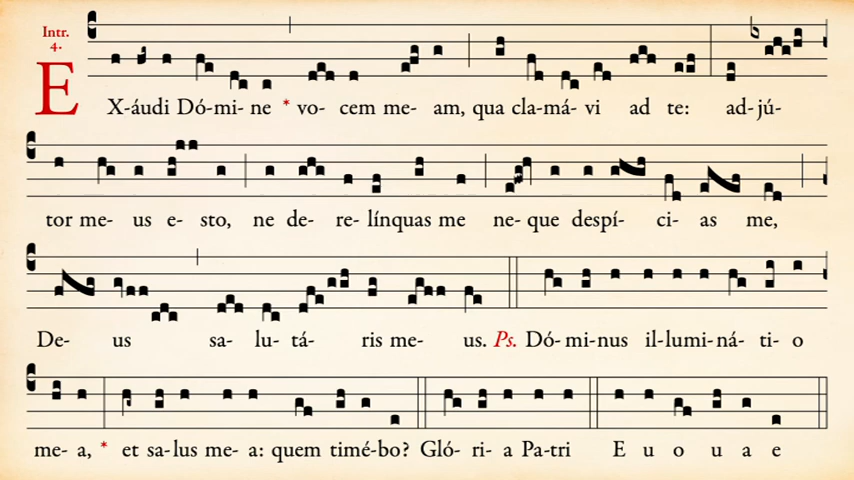 Intr.
4.
EX-áudi Dó-mi-ne * vo-cem me-am, qua cla-má-vi ad te: ad-jú-
tor me-us e-sto, ne de-re-línquas me ne-que despí-ci-as me,
De-us sa-lu-tá-ris me-us. Ps. Dó-mi-nus il-lumi-ná-ti-o
me-a, * et sa-lus me-a: quem timé-bo? Gló-ri-a Pa-tri E u o u a e